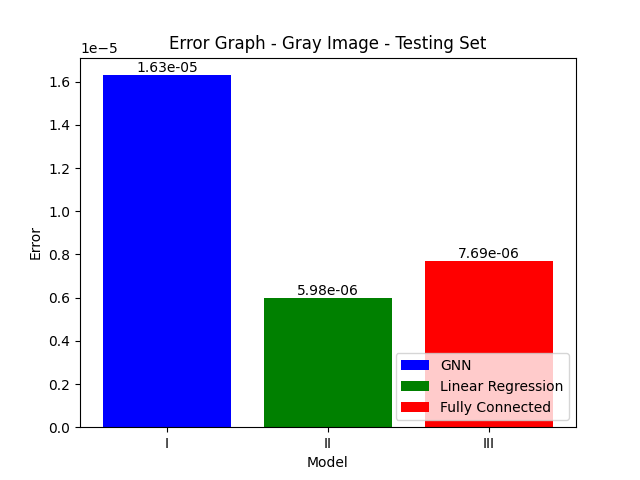 Error Graph - Gray Image - Testing Set
1e−5
1.63e-05
1.6
1.4
1.2
1.0
0.8
0.6
0.4
0.2
0.0
Error
5.98e-06
7.69e-06
GNN
Linear Regression
Fully Connected
I II III
Model